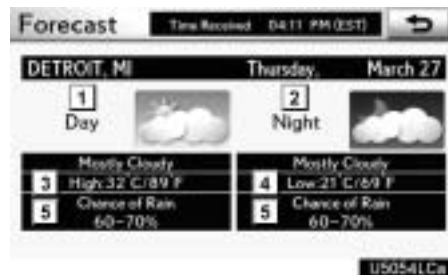 Forecast Time Received 04:11 PM (EST)
DETROIT, MI Thursday, March 27
1 2
Day Night
Mostly Cloudy Mostly Cloudy
3 High:32°C/89°F 4 Low:21°C/69°F
5 Chance of Rain 5 Chance of Rain
60-70% 60-70%
U5054LCa